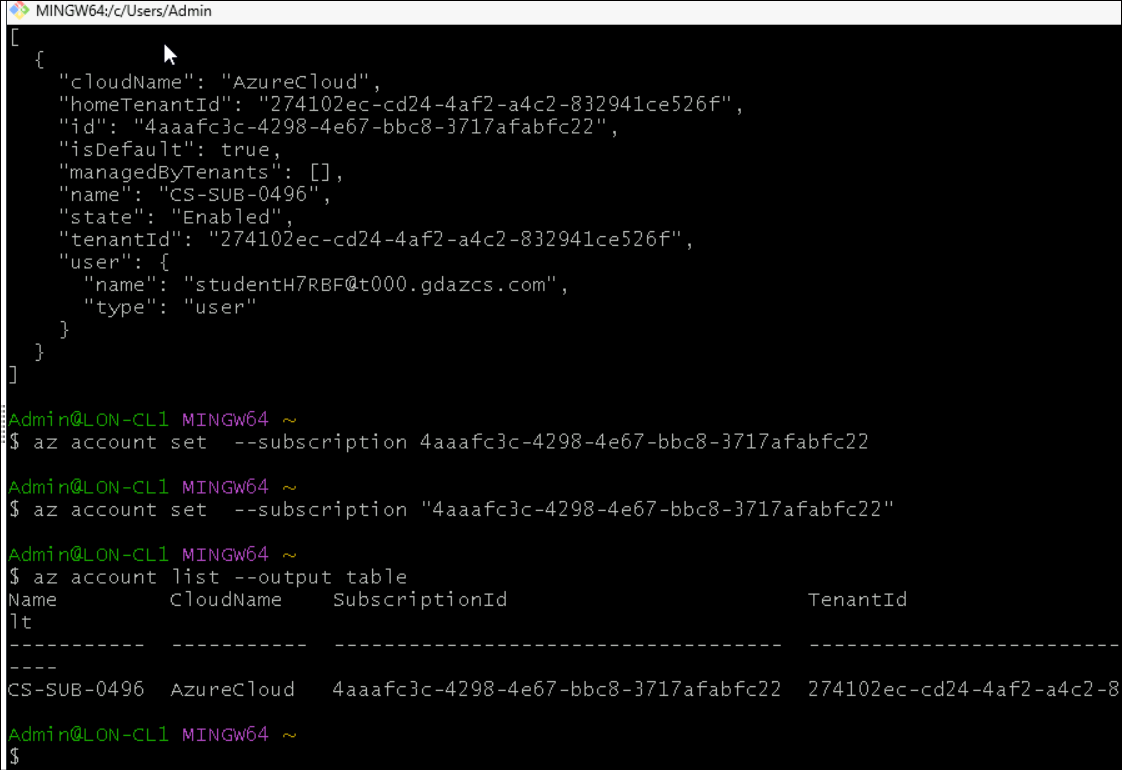 MINGW64:/c/Users/Admin
[
  {
    "cloudName": "AzureCloud",
    "homeTenantId": "274102ec-cd24-4af2-a4c2-832941ce526f",
    "id": "4aaafc3c-4298-4e67-bbc8-3717afabfc22",
    "isDefault": true,
    "managedByTenants": [],
    "name": "CS-SUB-0496",
    "state": "Enabled",
    "tenantId": "274102ec-cd24-4af2-a4c2-832941ce526f",
    "user": {
      "name": "studentH7RBF@t000.gdazcs.com",
      "type": "user"
    }
  }
]
Admin@LON-CL1 MINGW64 ~
$ az account set  --subscription 4aaafc3c-4298-4e67-bbc8-3717afabfc22
Admin@LON-CL1 MINGW64 ~
$ az account set  --subscription "4aaafc3c-4298-4e67-bbc8-3717afabfc22"
Admin@LON-CL1 MINGW64 ~
$ az account list --output table
Name         CloudName    SubscriptionId                        TenantId
lt
-----------  -----------  ------------------------------------  -------------------------
----
CS-SUB-0496  AzureCloud   4aaafc3c-4298-4e67-bbc8-3717afabfc22  274102ec-cd24-4af2-a4c2-8
Admin@LON-CL1 MINGW64 ~
$